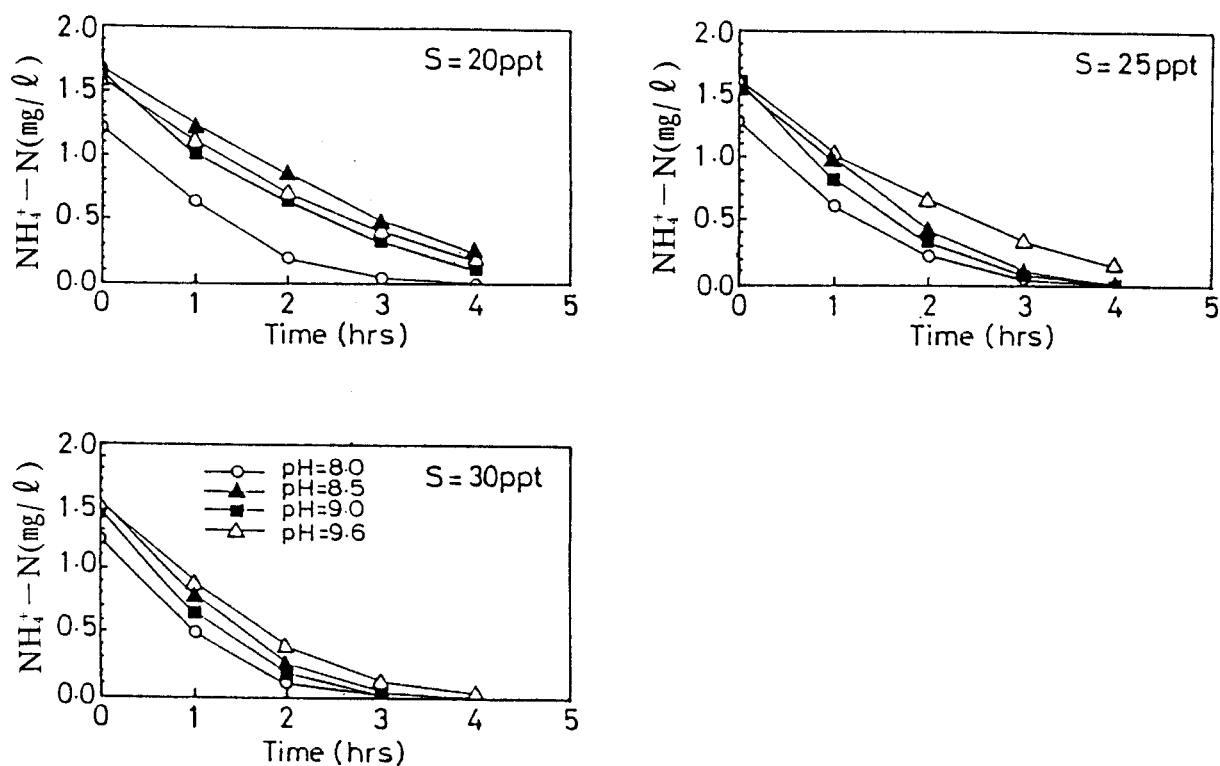 S = 20ppt
NH₄⁺–N(mg/ℓ)
2.0
1.5
1.0
0.5
0.0
0 1 2 3 4 5
Time (hrs)
S = 25 ppt
NH₄⁺–N(mg/ℓ)
2.0
1.5
1.0
0.5
0.0
0 1 2 3 4 5
Time (hrs)
S = 30ppt
pH=8.0
pH=8.5
pH=9.0
pH=9.6
NH₄⁺–N(mg/ℓ)
2.0
1.5
1.0
0.5
0.0
0 1 2 3 4 5
Time (hrs)